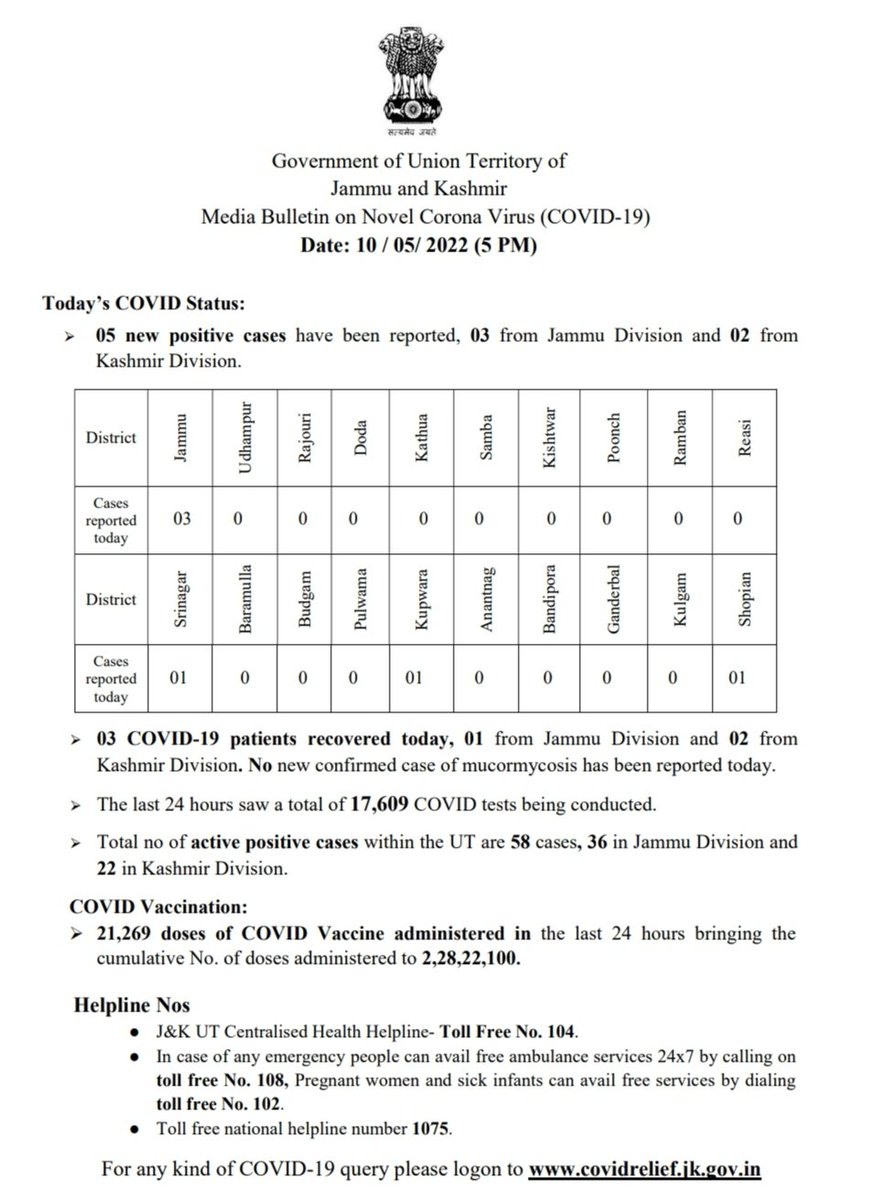 सत्यमेव जयते
Government of Union Territory of
Jammu and Kashmir
Media Bulletin on Novel Corona Virus (COVID-19)
Date: 10 / 05/ 2022 (5 PM)
Today’s COVID Status:
➢ 05 new positive cases have been reported, 03 from Jammu Division and 02 from
Kashmir Division.
District Jammu Udhampur Rajouri Doda Kathua Samba Kishtwar Poonch Ramban Reasi
Cases
reported
today
03 0 0 0 0 0 0 0 0 0
District Srinagar Baramulla Budgam Pulwama Kupwara Anantnag Bandipora Ganderbal Kulgam Shopian
Cases
reported
today
01 0 0 0 01 0 0 0 0 01
➢ 03 COVID-19 patients recovered today, 01 from Jammu Division and 02 from
Kashmir Division. No new confirmed case of mucormycosis has been reported today.
➢ The last 24 hours saw a total of 17,609 COVID tests being conducted.
➢ Total no of active positive cases within the UT are 58 cases, 36 in Jammu Division and
22 in Kashmir Division.
COVID Vaccination:
➢ 21,269 doses of COVID Vaccine administered in the last 24 hours bringing the
cumulative No. of doses administered to 2,28,22,100.
Helpline Nos
● J&K UT Centralised Health Helpline- Toll Free No. 104.
● In case of any emergency people can avail free ambulance services 24x7 by calling on
toll free No. 108, Pregnant women and sick infants can avail free services by dialing
toll free No. 102.
● Toll free national helpline number 1075.
For any kind of COVID-19 query please logon to www.covidrelief.jk.gov.in